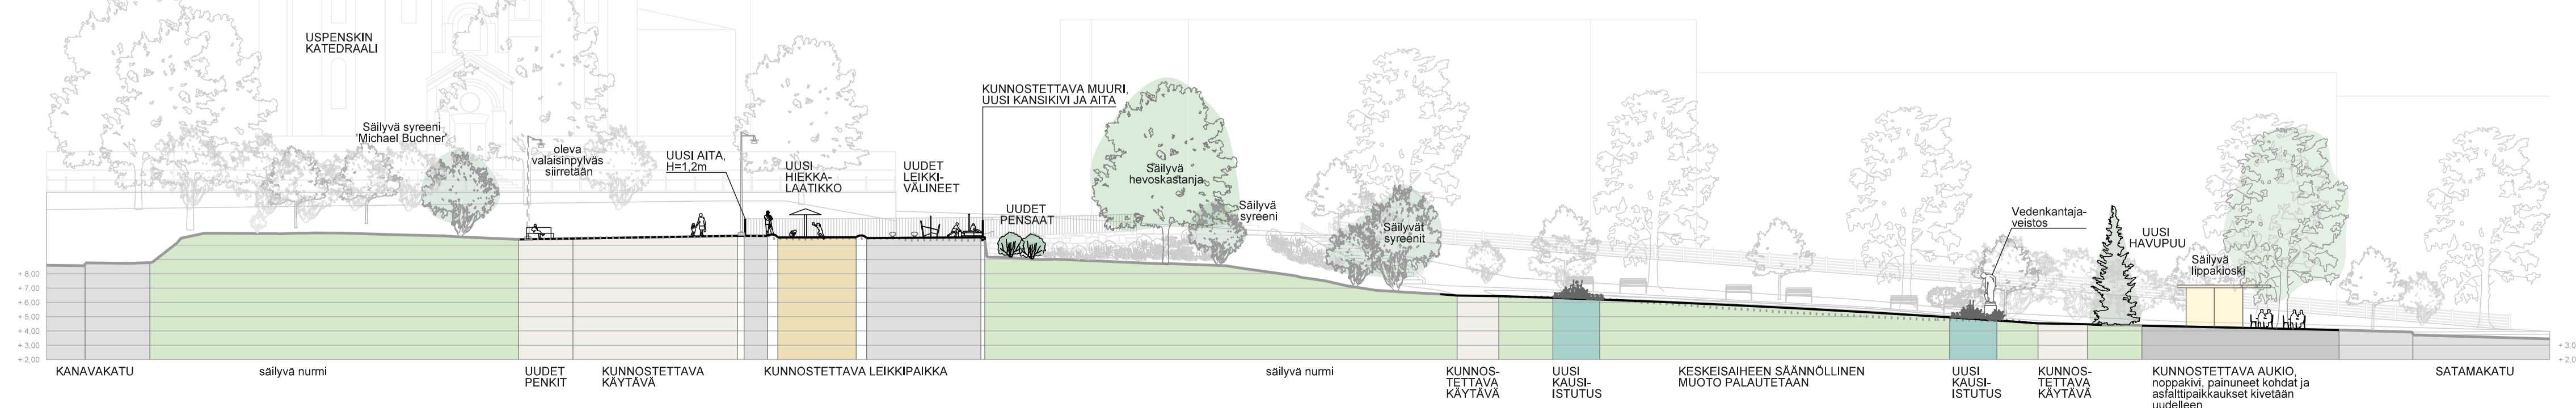 USPENSKIN
KATEDRAALI
Säilyvä syreeni
'Michael Buchner'
oleva
valaisinpylväs
siirretään
UUSI AITA,
H=1,2m
UUSI
HIEKKA-
LAATIKKO
UUDET
LEIKKI-
VÄLINEET
KUNNOSTETTAVA MUURI,
UUSI KANSIKIVI JA AITA
UUDET
PENSAAT
Säilyvä
hevoskastanja
Säilyvä
syreeni
Säilyvät
syreenit
Vedenkantaja-
veistos
UUSI
HAVUPUU
Säilyvä
lippakioski
+ 8,00
+ 7,00
+ 6,00
+ 5,00
+ 4,00
+ 3,00
+ 2,00
+ 3,0
+ 2,0
KANAVAKATU
säilyvä nurmi
UUDET
PENKIT
KUNNOSTETTAVA
KÄYTÄVÄ
KUNNOSTETTAVA LEIKKIPAIKKA
säilyvä nurmi
KUNNOS-
TETTAVA
KÄYTÄVÄ
UUSI
KAUSI-
ISTUTUS
KESKEISAIHEEN SÄÄNNÖLLINEN
MUOTO PALAUTETAAN
UUSI
KAUSI-
ISTUTUS
KUNNOS-
TETTAVA
KÄYTÄVÄ
KUNNOSTETTAVA AUKIO,
noppakivi, painuneet kohdat ja
asfalttipaikkaukset kivetään
uudelleen
SATAMAKATU